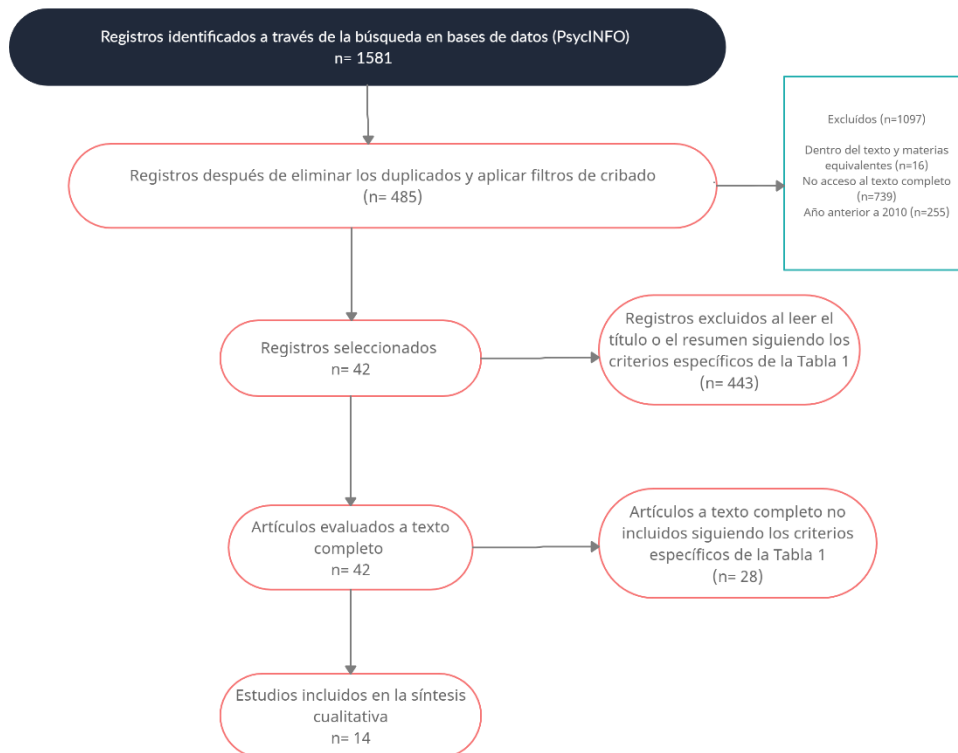 Registros identificados a través de la búsqueda en bases de datos (PsycINFO)
n= 1581
Excluídos (n=1097)
Dentro del texto y materias
equivalentes (n=16)
No acceso al texto completo
(n=739)
Año anterior a 2010 (n=255)
Registros después de eliminar los duplicados y aplicar filtros de cribado
(n= 485)
Registros seleccionados
n= 42
Registros excluidos al leer el
título o el resumen siguiendo los
criterios específicos de la Tabla 1
(n= 443)
Artículos evaluados a texto
completo
n= 42
Artículos a texto completo no
incluidos siguiendo los criterios
específicos de la Tabla 1
(n= 28)
Estudios incluidos en la síntesis
cualitativa
n= 14